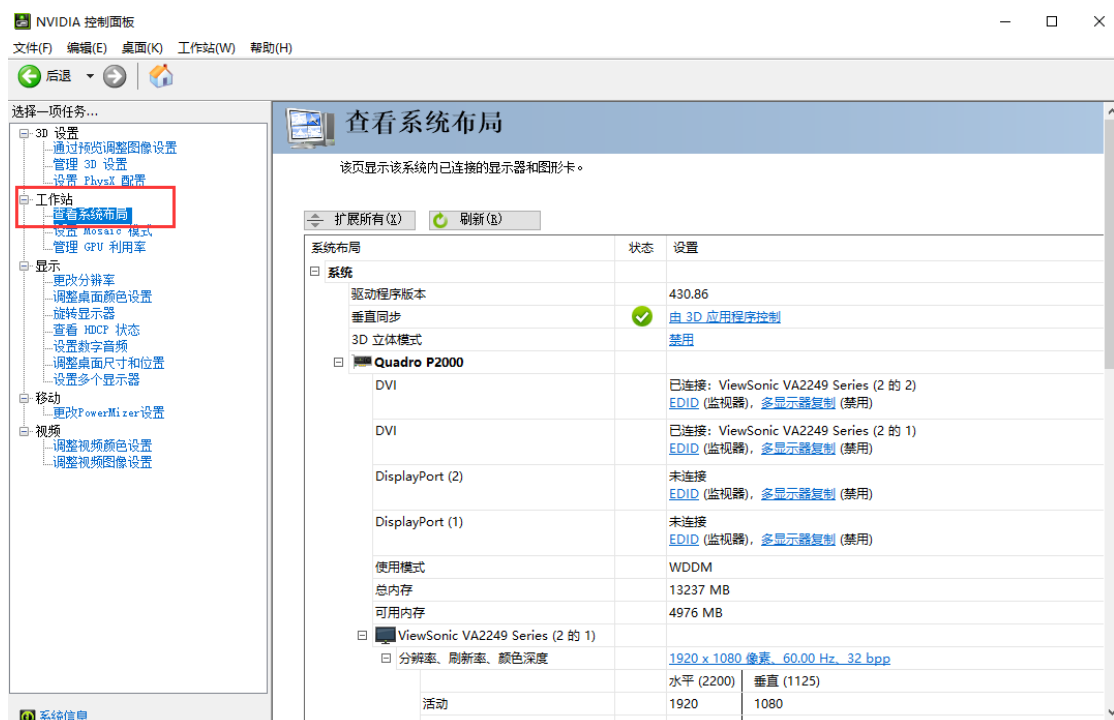 NVIDIA 控制面板
文件(F) 编辑(E) 桌面(K) 工作站(W) 帮助(H)
后退
选择一项任务...
3D 设置
通过预览调整图像设置
管理 3D 设置
设置 PhysX 配置
工作站
查看系统布局
设置 Mosaic 模式
管理 GPU 利用率
显示
更改分辨率
调整桌面颜色设置
旋转显示器
查看 HDCP 状态
设置数字音频
调整桌面尺寸和位置
设置多个显示器
移动
更改PowerMizer设置
视频
调整视频颜色设置
调整视频图像设置
系统信息
查看系统布局
该页显示该系统内已连接的显示器和图形卡。
扩展所有(X) 刷新(R)
系统布局 状态 设置
系统
驱动程序版本 430.86
垂直同步 由 3D 应用程序控制
3D 立体模式 禁用
Quadro P2000
DVI 已连接: ViewSonic VA2249 Series (2 的 2)
EDID (监视器), 多显示器复制 (禁用)
DVI 已连接: ViewSonic VA2249 Series (2 的 1)
EDID (监视器), 多显示器复制 (禁用)
DisplayPort (2) 未连接
EDID (监视器), 多显示器复制 (禁用)
DisplayPort (1) 未连接
EDID (监视器), 多显示器复制 (禁用)
使用模式 WDDM
总内存 13237 MB
可用内存 4976 MB
ViewSonic VA2249 Series (2 的 1)
分辨率、刷新率、颜色深度 1920 x 1080 像素、60.00 Hz、32 bpp
水平 (2200) 垂直 (1125)
活动 1920 1080